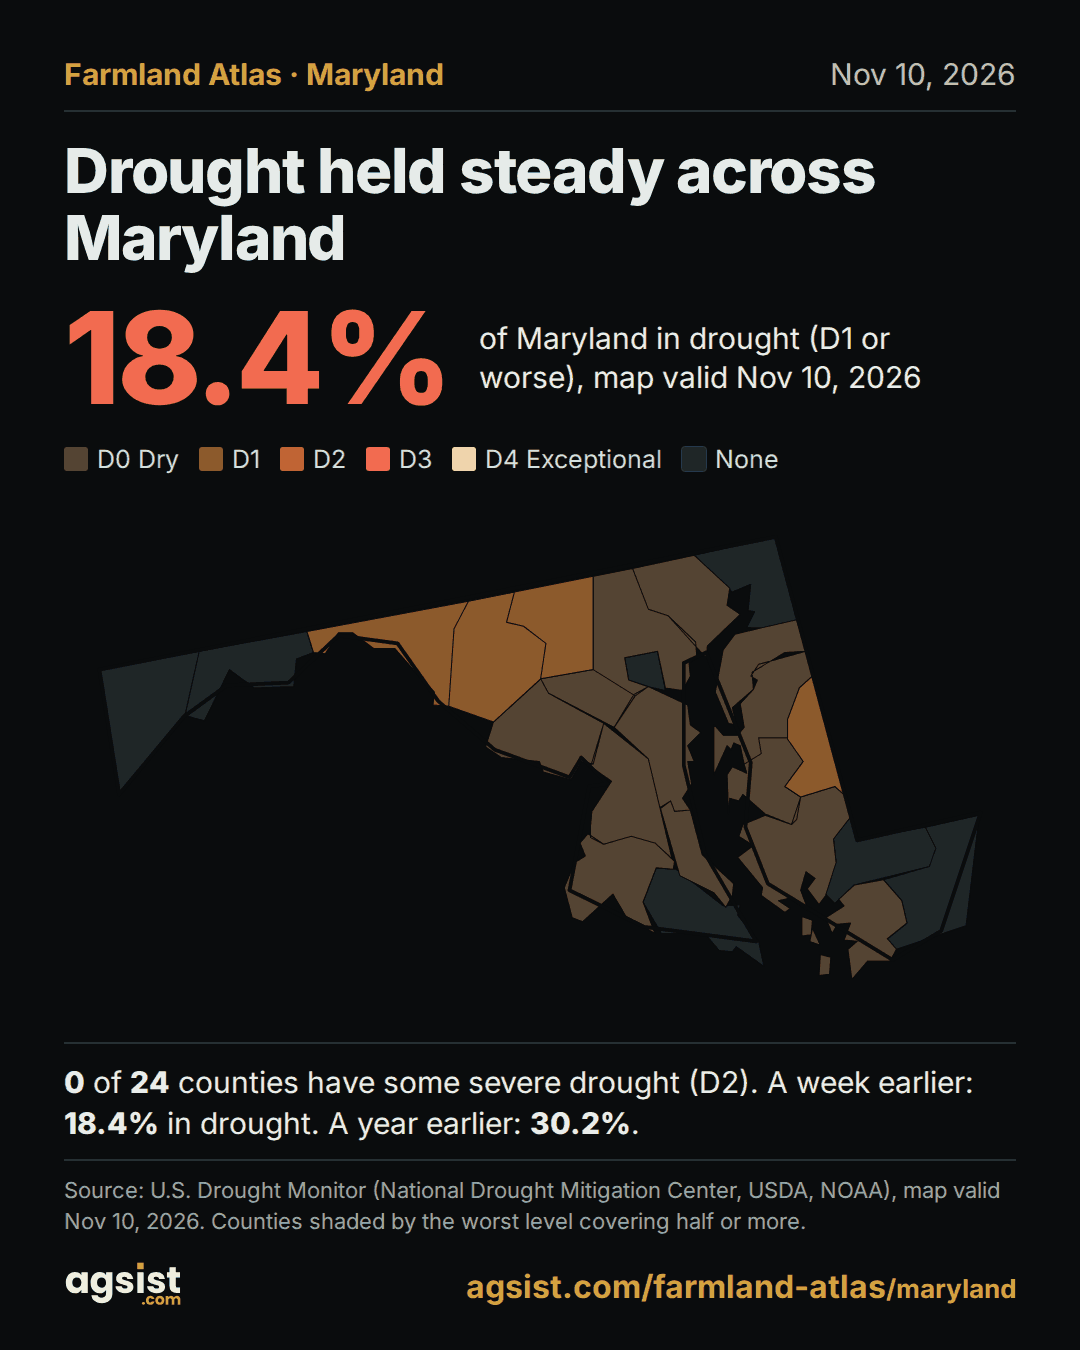 Farmland Atlas · Maryland
Nov 10, 2026
Drought held steady across
Maryland
18.4%
of Maryland in drought (D1 or
worse), map valid Nov 10, 2026
D0 Dry D1 D2 D3 D4 Exceptional None
0 of 24 counties have some severe drought (D2). A week earlier:
18.4% in drought. A year earlier: 30.2%.
Source: U.S. Drought Monitor (National Drought Mitigation Center, USDA, NOAA), map valid
Nov 10, 2026. Counties shaded by the worst level covering half or more.
agsist
.com
agsist.com/farmland-atlas/maryland